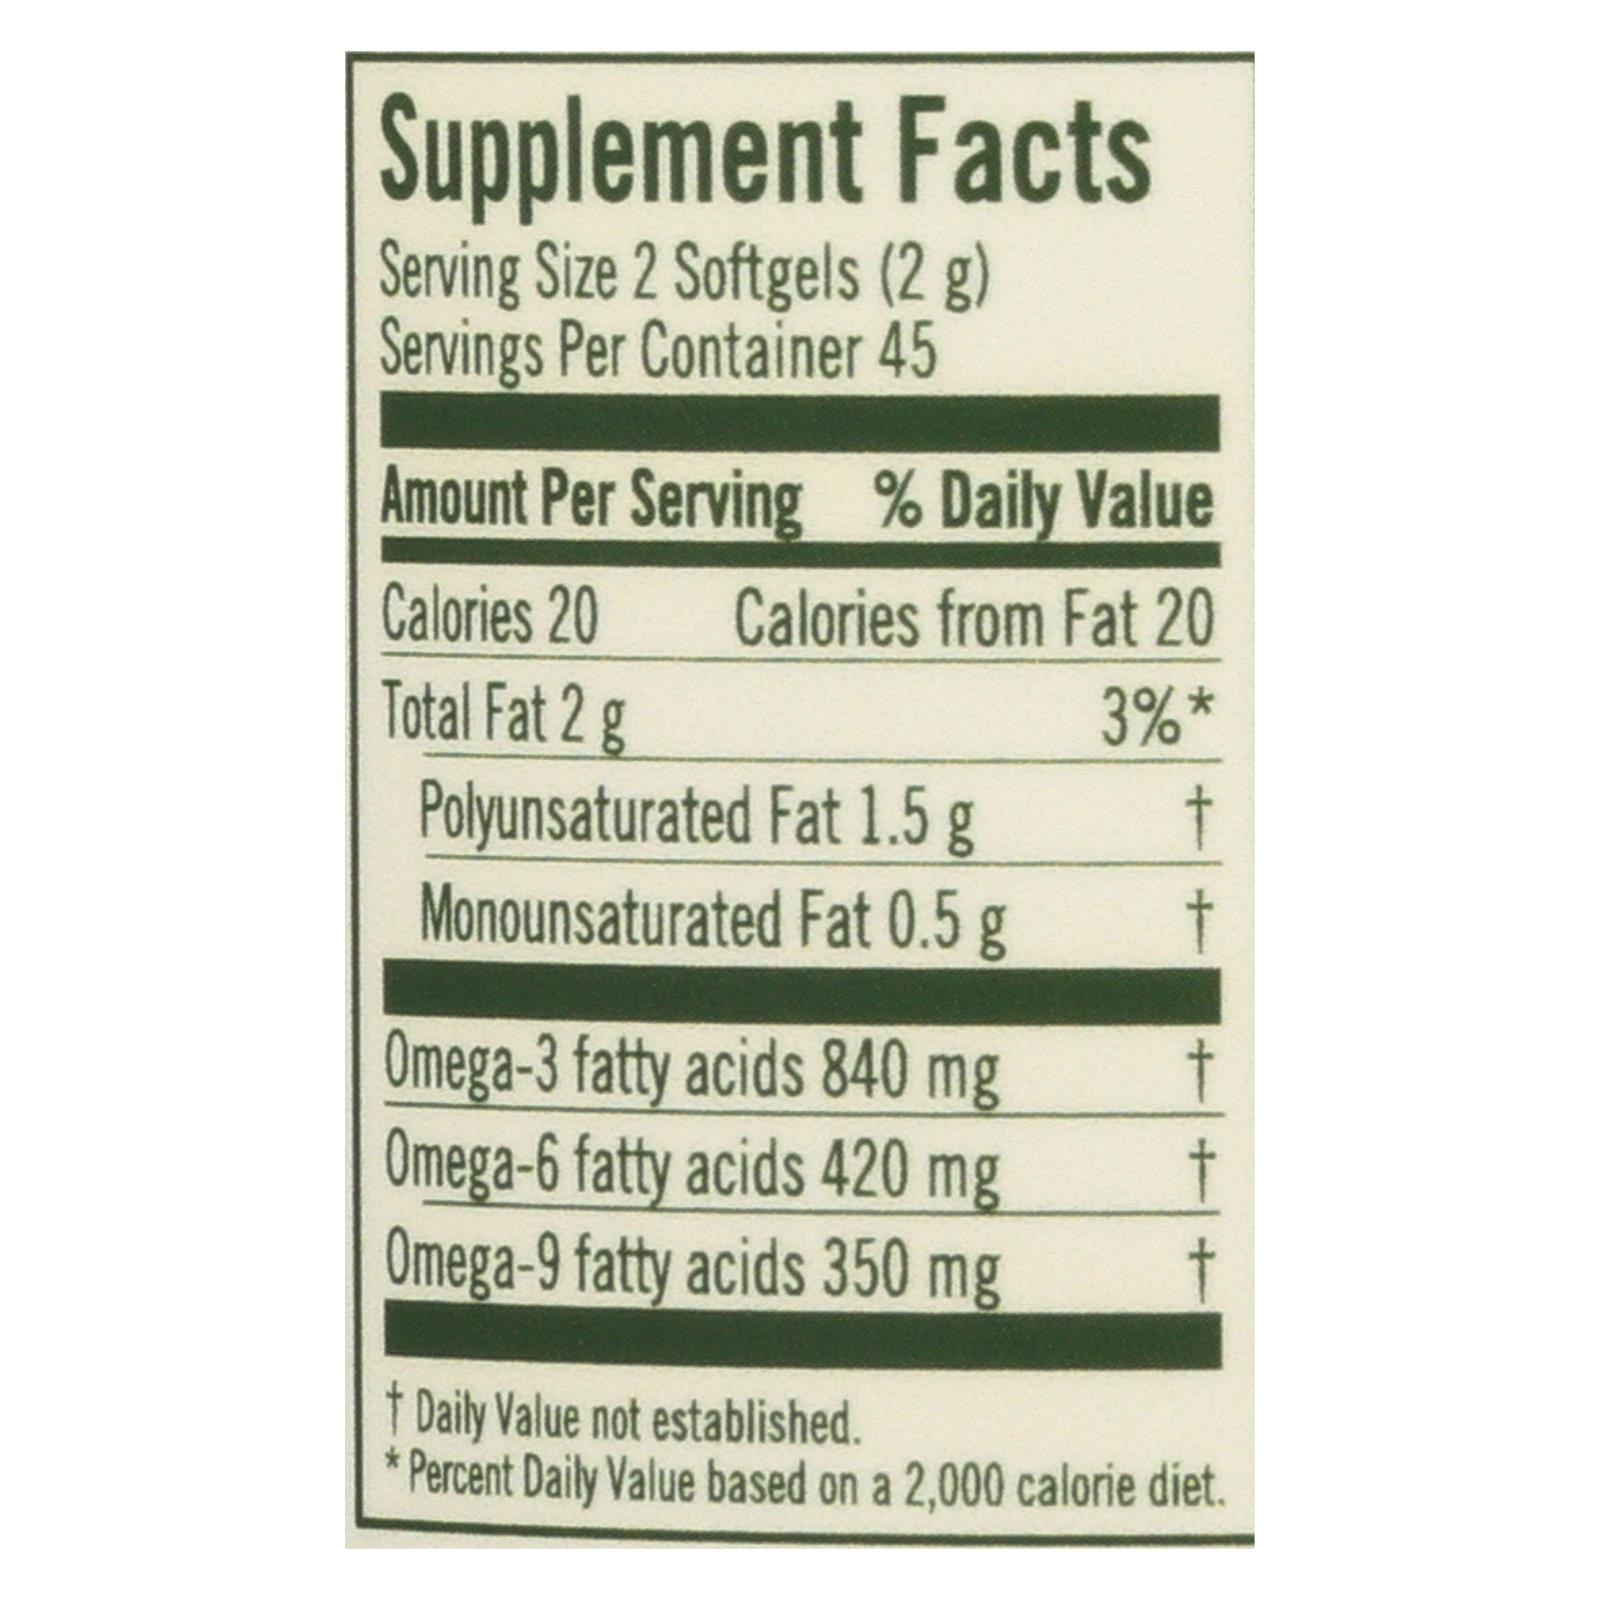 Supplement Facts
Serving Size 2 Softgels (2 g)
Servings Per Container 45
Amount Per Serving % Daily Value
Calories 20 Calories from Fat 20
Total Fat 2 g 3%*
Polyunsaturated Fat 1.5 g †
Monounsaturated Fat 0.5 g †
Omega-3 fatty acids 840 mg †
Omega-6 fatty acids 420 mg †
Omega-9 fatty acids 350 mg †
† Daily Value not established.
* Percent Daily Value based on a 2,000 calorie diet.